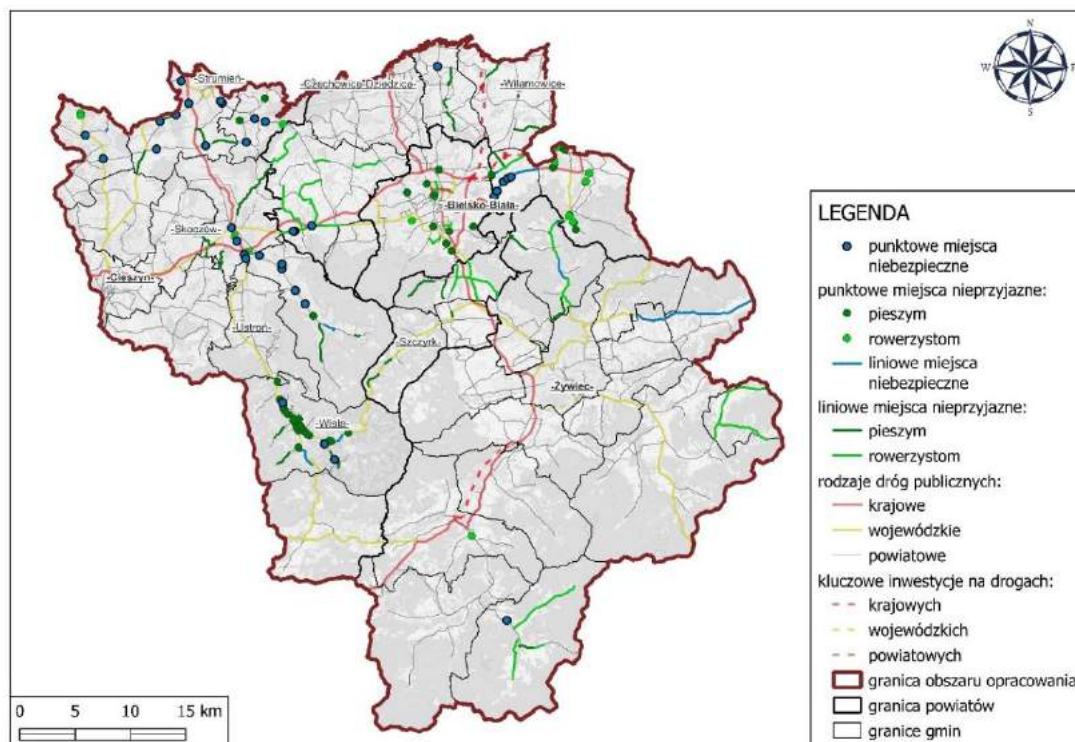 N
W
E
S
-Strumień-
-Czechowice-Dziedzice-
-Wilamowice-
-Bielsko-Biała-
-Skoczów-
-Cieszyn-
-Ustroń-
-Szczyrk-
-Żywiec-
-Wisła-
LEGENDA
punktowe miejsca
niebezpieczne
punktowe miejsca nieprzyjazne:
pieszym
rowerzystom
liniowe miejsca
niebezpieczne
liniowe miejsca nieprzyjazne:
pieszym
rowerzystom
rodzaje dróg publicznych:
krajowe
wojewódzkie
powiatowe
kluczowe inwestycje na drogach:
krajowych
wojewódzkich
powiatowych
granica obszaru opracowania
granica powiatów
granice gmin
0 5 10 15 km